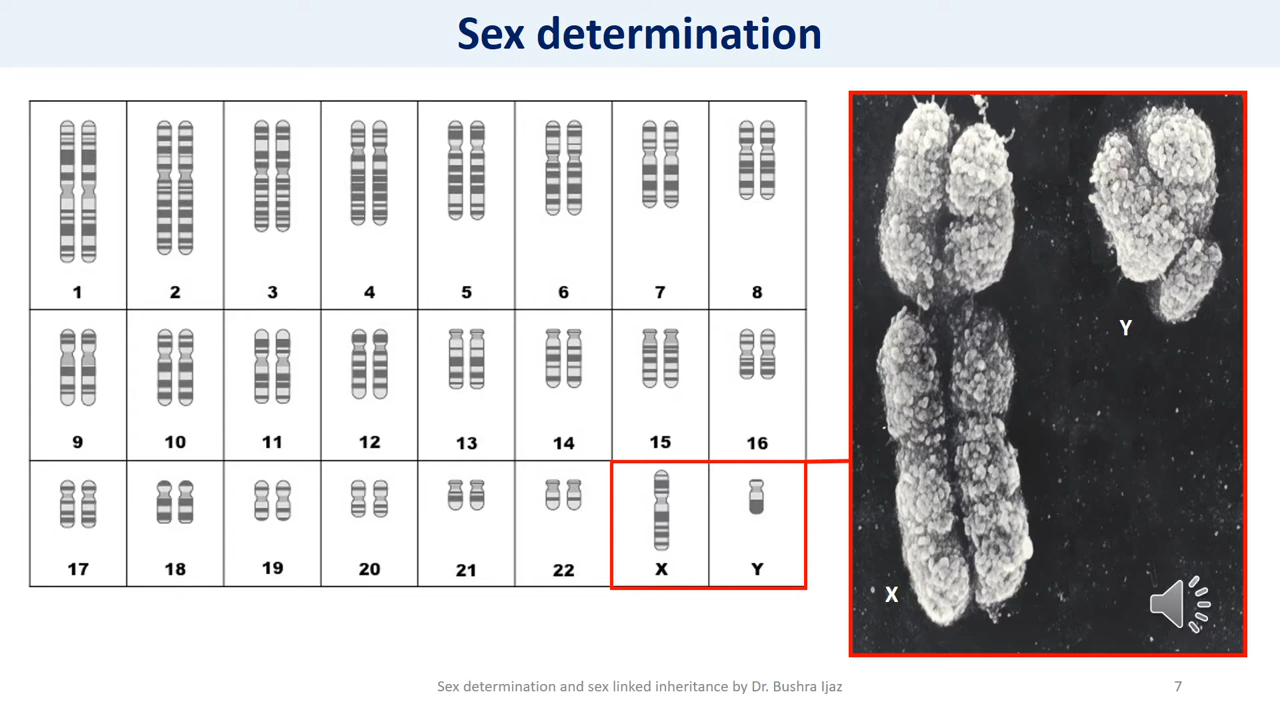 Sex determination
1 2 3 4 5 6 7 8
9 10 11 12 13 14 15 16
17 18 19 20 21 22 X Y
Y
X
Sex determination and sex linked inheritance by Dr. Bushra Ijaz
7